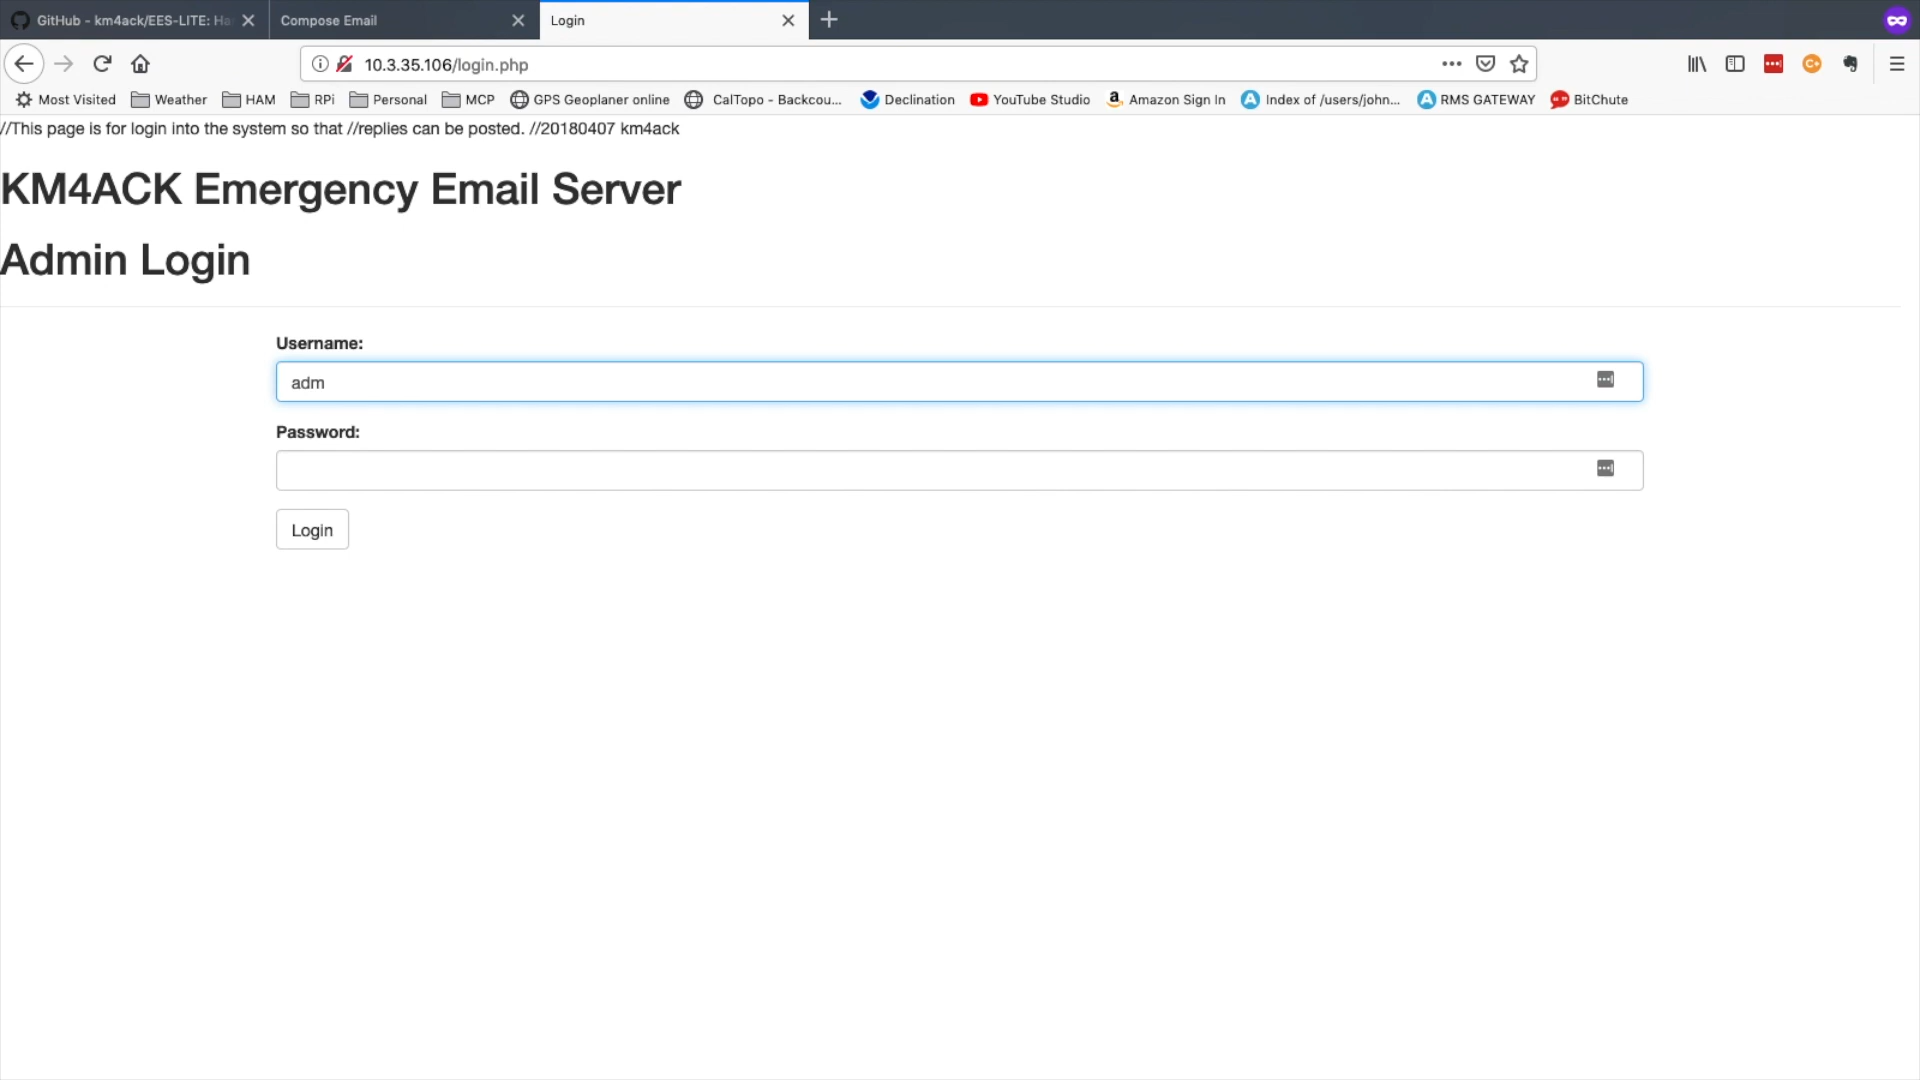 GitHub - km4ack/EES-LITE: Ha
Compose Email
Login
10.3.35.106/login.php
Most Visited
Weather
HAM
RPi
Personal
MCP
GPS Geoplaner online
CalTopo - Backcou...
Declination
YouTube Studio
Amazon Sign In
Index of /users/john...
RMS GATEWAY
BitChute
//This page is for login into the system so that //replies can be posted. //20180407 km4ack
KM4ACK Emergency Email Server
Admin Login
Username:
adm
Password:
Login